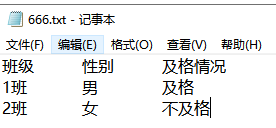 666.txt - 记事本
文件(F) 编辑(E) 格式(O) 查看(V) 帮助(H)
班级 性别 及格情况
1班 男 及格
2班 女 不及格